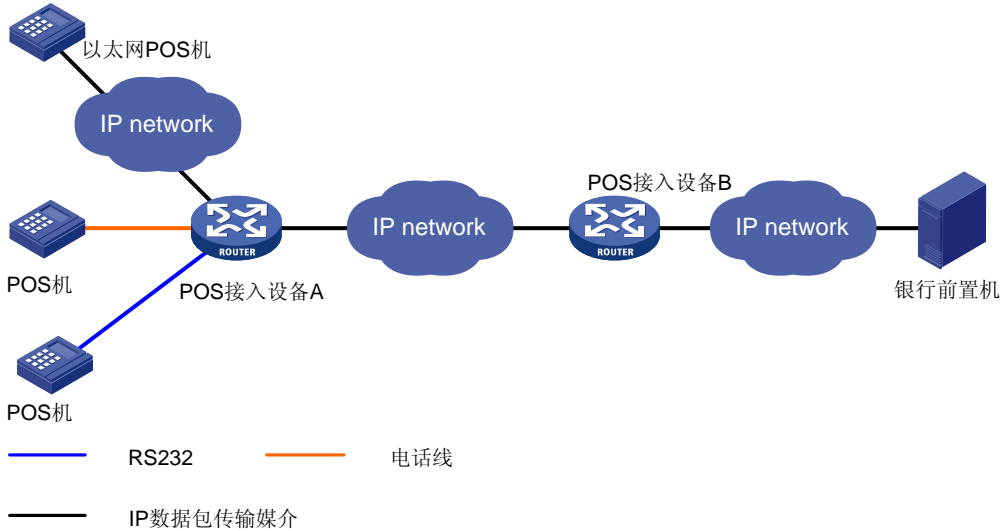 以太网POS机
IP network
POS接入设备B
IP network
IP network
ROUTER
ROUTER
POS机
POS接入设备A
银行前置机
POS机
RS232
电话线
IP数据包传输媒介